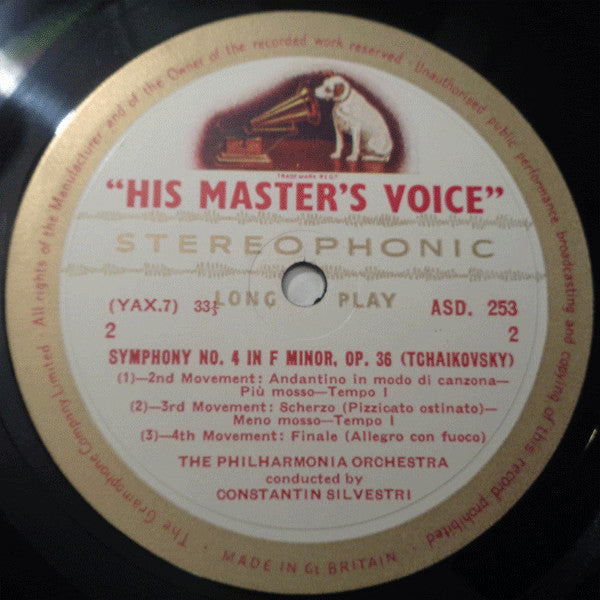 The Gramophone Company Limited · All rights of the Manufacturer and of the Owner of the recorded work reserved · Unauthorised public performance broadcasting and copying of this record prohibited ·
TRADE MARK REGD
"HIS MASTER'S VOICE"
STEREOPHONIC
LONG PLAY
(YAX.7) 33⅓ ASD. 253
2 2
SYMPHONY NO. 4 IN F MINOR, OP. 36 (TCHAIKOVSKY)
(1)—2nd Movement: Andantino in modo di canzona—
Più mosso—Tempo I
(2)—3rd Movement: Scherzo (Pizzicato ostinato)—
Meno mosso—Tempo I
(3)—4th Movement: Finale (Allegro con fuoco)
THE PHILHARMONIA ORCHESTRA
conducted by
CONSTANTIN SILVESTRI
MADE IN Gt BRITAIN